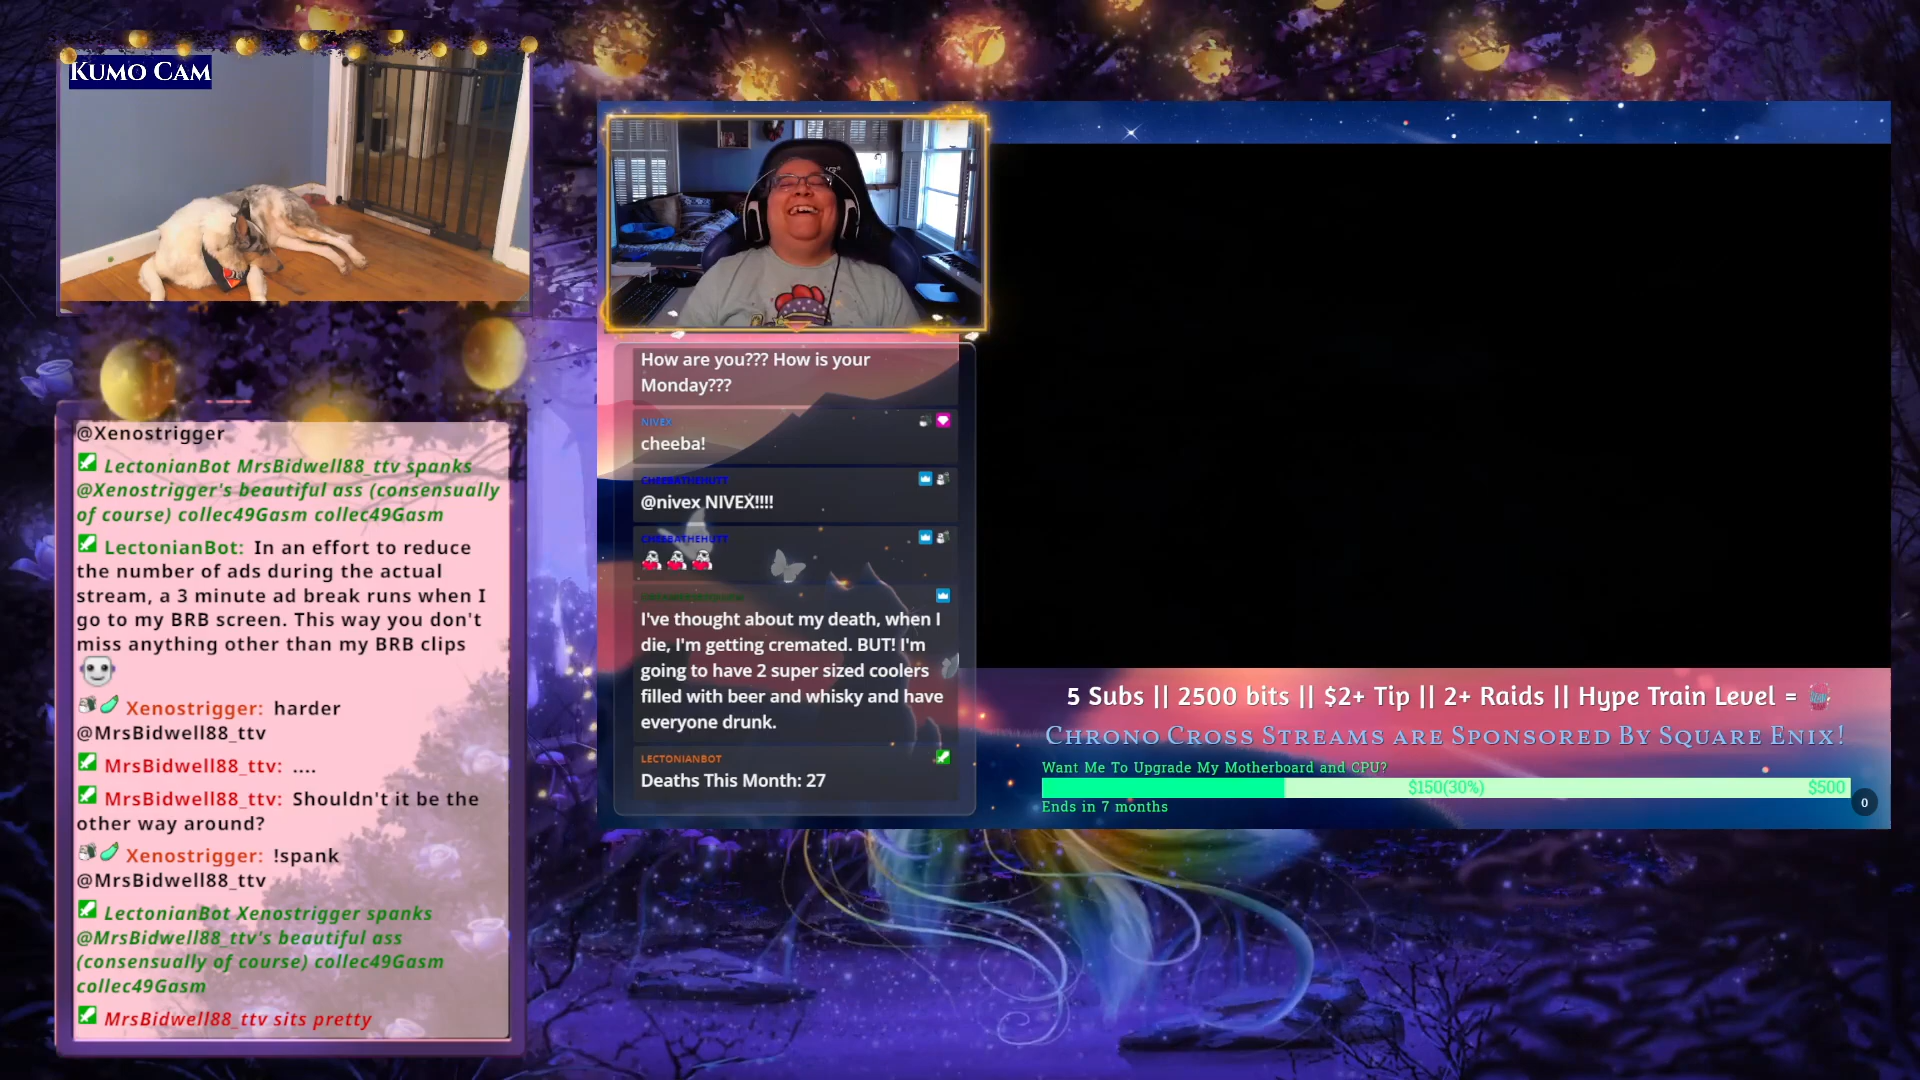 Kumo Cam
@Xenostrigger
LectonianBot MrsBidwell88_ttv spanks
@Xenostrigger's beautiful ass (consensually
of course) collec49Gasm collec49Gasm
LectonianBot: In an effort to reduce
the number of ads during the actual
stream, a 3 minute ad break runs when I
go to my BRB screen. This way you don't
miss anything other than my BRB clips
Xenostrigger: harder
@MrsBidwell88_ttv
MrsBidwell88_ttv: ....
MrsBidwell88_ttv: Shouldn't it be the
other way around?
Xenostrigger: !spank
@MrsBidwell88_ttv
LectonianBot Xenostrigger spanks
@MrsBidwell88_ttv's beautiful ass
(consensually of course) collec49Gasm
collec49Gasm
MrsBidwell88_ttv sits pretty
How are you??? How is your
Monday???
NIVEX
cheeba!
CHEEBATHEHUTT
@nivex NIVEX!!!!
CHEEBATHEHUTT
I've thought about my death, when I
die, I'm getting cremated. BUT! I'm
going to have 2 super sized coolers
filled with beer and whisky and have
everyone drunk.
LECTONIANBOT
Deaths This Month: 27
5 Subs || 2500 bits || $2+ Tip || 2+ Raids || Hype Train Level =
Chrono Cross Streams are Sponsored By Square Enix!
Want Me To Upgrade My Motherboard and CPU?
$150(30%)
$500
Ends in 7 months
0